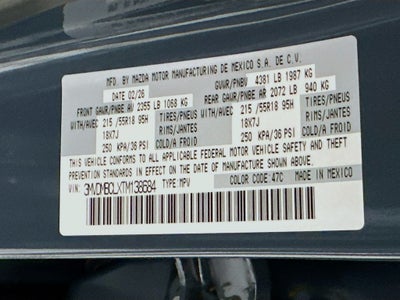 MFD. BY MAZDA MOTOR MANUFACTURING DE MEXICO S.A. DE C.V.
DATE 02/26 GVWR/PNBV 4381 LB 1987 KG
FRONT GAWR/PNBE AV 2355 LB 1068 KG REAR GAWR/PNBE AR 2072 LB 940 KG
WITH/AVEC 215/55R18 95H TIRES/PNEUS WITH/AVEC 215/55R18 95H TIRES/PNEUS
18X7J RIMS/JANTES 18X7J RIMS/JANTES
250 KPA/36 PSI COLD/A FROID 250 KPA/36 PSI COLD/A FROID
THIS VEHICLE CONFORMS TO ALL APPLICABLE FEDERAL MOTOR VEHICLE SAFETY AND THEFT
PREVENTION STANDARDS IN EFFECT ON THE DATE OF MANUFACTURE SHOWN ABOVE.
VIN: 3MVDMBCLXTM138684 TYPE:MPV COLOR CODE:47C MADE IN MEXICO